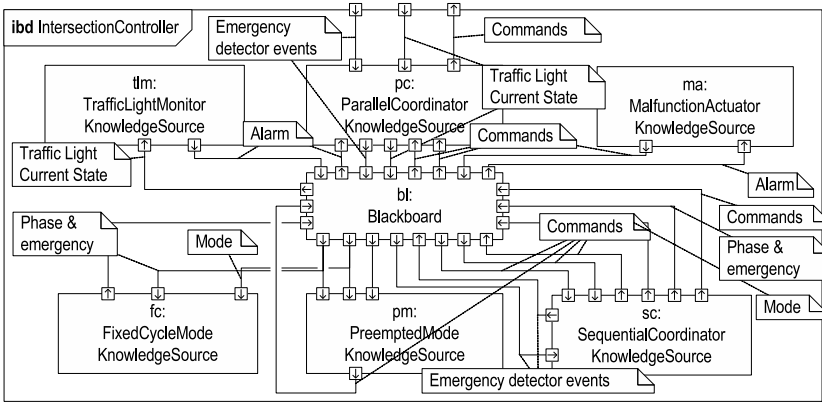 ibd IntersectionController
Emergency
detector events
Commands
tlm:
TrafficLightMonitor
KnowledgeSource
pc:
ParallelCoordinator
KnowledgeSource
Traffic Light
Current State
ma:
MalfunctionActuator
KnowledgeSource
Traffic Light
Current State
Alarm
Commands
Alarm
bl:
Blackboard
Phase &
emergency
Mode
Commands
Commands
Phase &
emergency
Mode
fc:
FixedCycleMode
KnowledgeSource
pm:
PreemptedMode
KnowledgeSource
sc:
SequentialCoordinator
KnowledgeSource
Emergency detector events